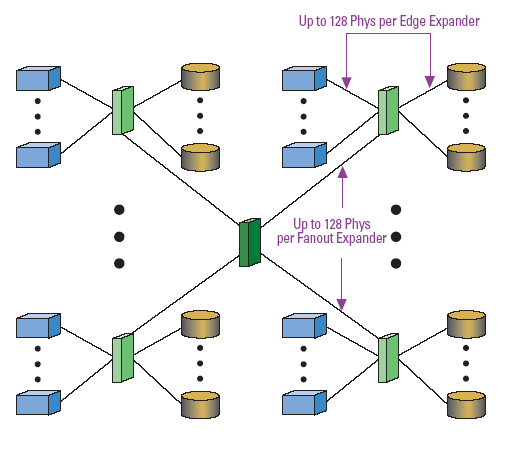 Up to 128 Phys per Edge Expander
Up to 128 Phys
per Fanout Expander